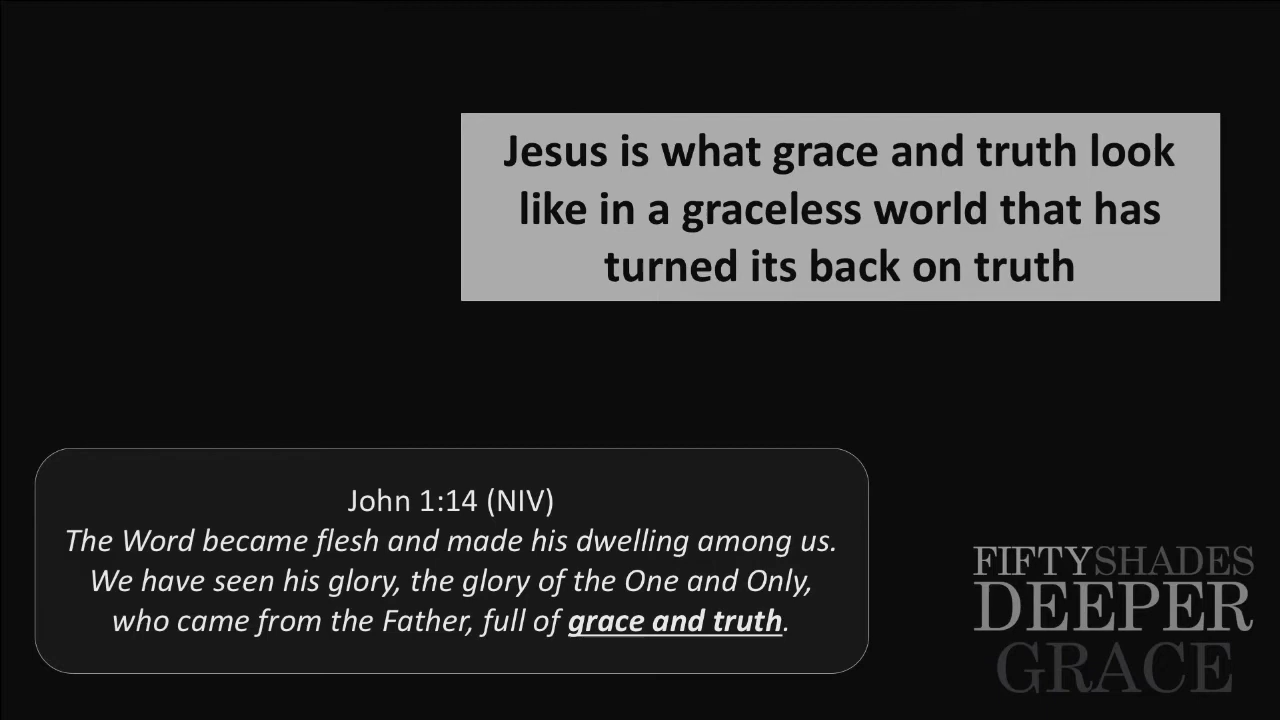 Jesus is what grace and truth look
like in a graceless world that has
turned its back on truth
John 1:14 (NIV)
The Word became flesh and made his dwelling among us.
We have seen his glory, the glory of the One and Only,
who came from the Father, full of grace and truth.
FIFTYSHADES
DEEPER
GRACE